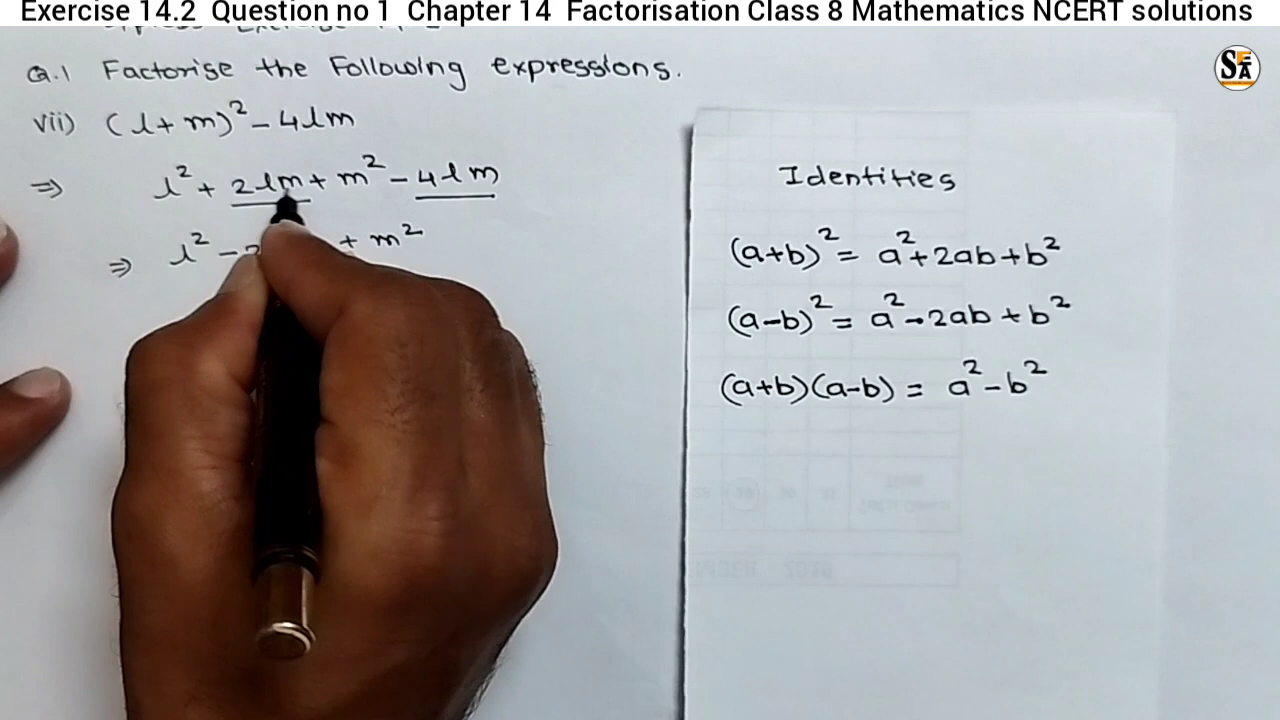 Exercise 14.2 Question no 1 Chapter 14 Factorisation Class 8 Mathematics NCERT solutions
SFA
Q.1 Factorise the Following expressions.
vii) (l+m)² - 4lm
⇒ l² + 2lm + m² - 4lm
⇒ l² - 2 + m²
Identities
(a+b)² = a²+2ab+b²
(a-b)² = a²-2ab+b²
(a+b)(a-b) = a²-b²